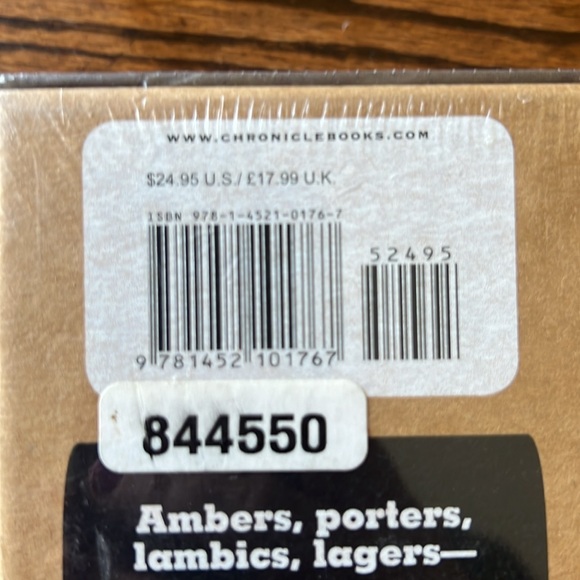 WWW.CHRONICLEBOOKS.COM
$24.95 U.S./ £17.99 U.K.
ISBN 978-1-4521-0176-7
52495
9 781452 101767
844550
Ambers, porters,
lambics, lagers—